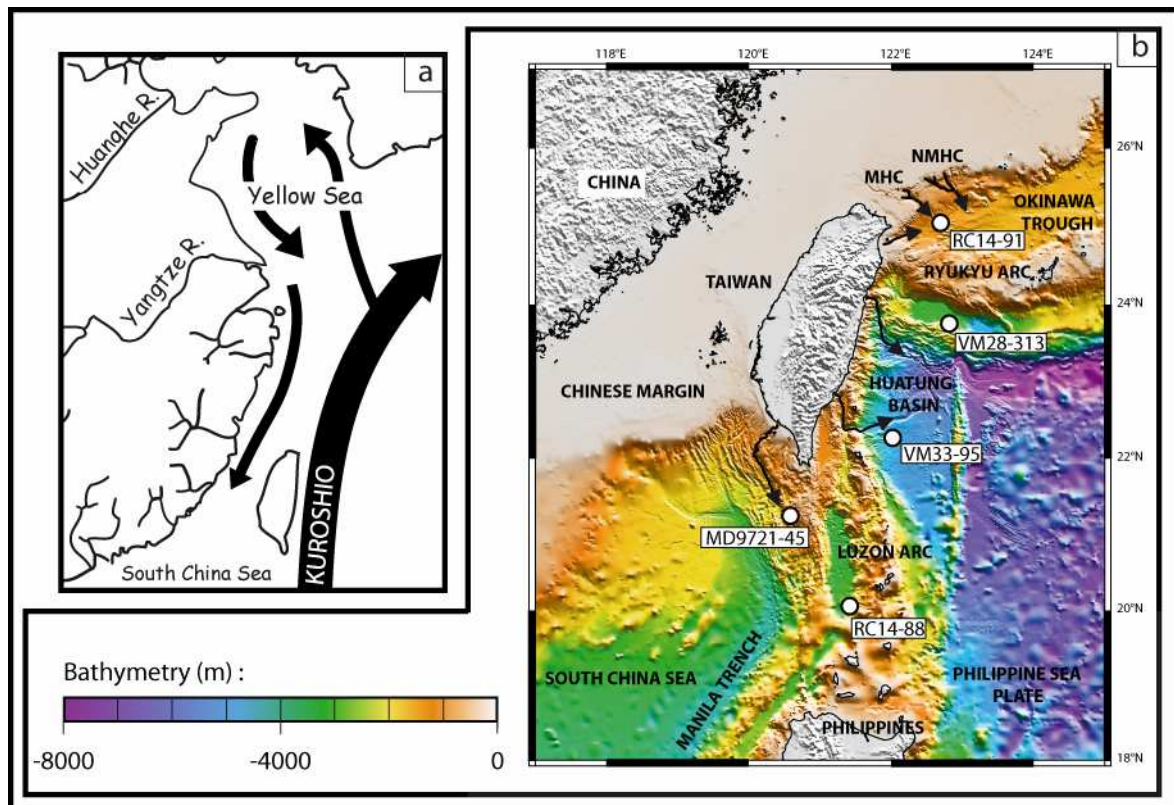 a
Huanghe R.
Yellow Sea
Yangtze R.
KUROSHIO
South China Sea
b
118°E
120°E
122°E
124°E
26°N
24°N
22°N
20°N
18°N
NMHC
MHC
CHINA
OKINAWA
TROUGH
RC14-91
TAIWAN
RYUKYU ARC
VM28-313
CHINESE MARGIN
HUATUNG
BASIN
VM33-95
MD9721-45
LUZON ARC
RC14-88
SOUTH CHINA SEA
MANILA TRENCH
PHILIPPINE SEA
PLATE
PHILIPPINES
Bathymetry (m) :
-8000
-4000
0